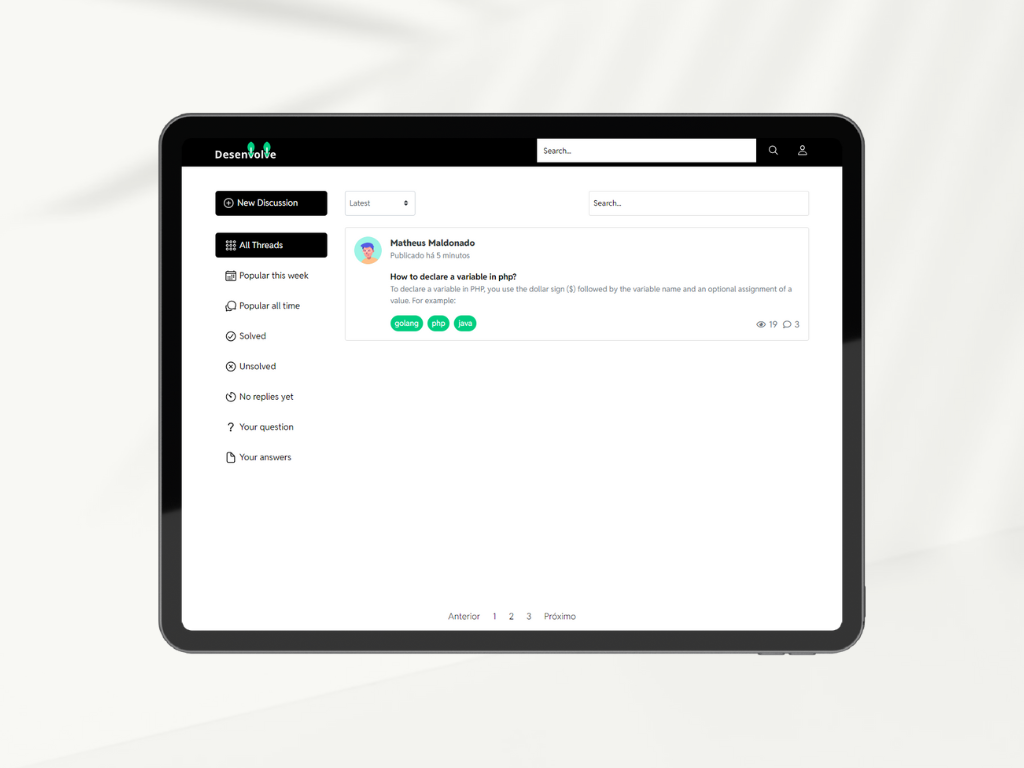 Desenvolve
Search...
New Discussion
Latest
Search...
All Threads
Popular this week
Popular all time
Solved
Unsolved
No replies yet
Your question
Your answers
Matheus Maldonado
Publicado há 5 minutos
How to declare a variable in php?
To declare a variable in PHP, you use the dollar sign ($) followed by the variable name and an optional assignment of a
value. For example:
golang php java
19 3
Anterior 1 2 3 Próximo